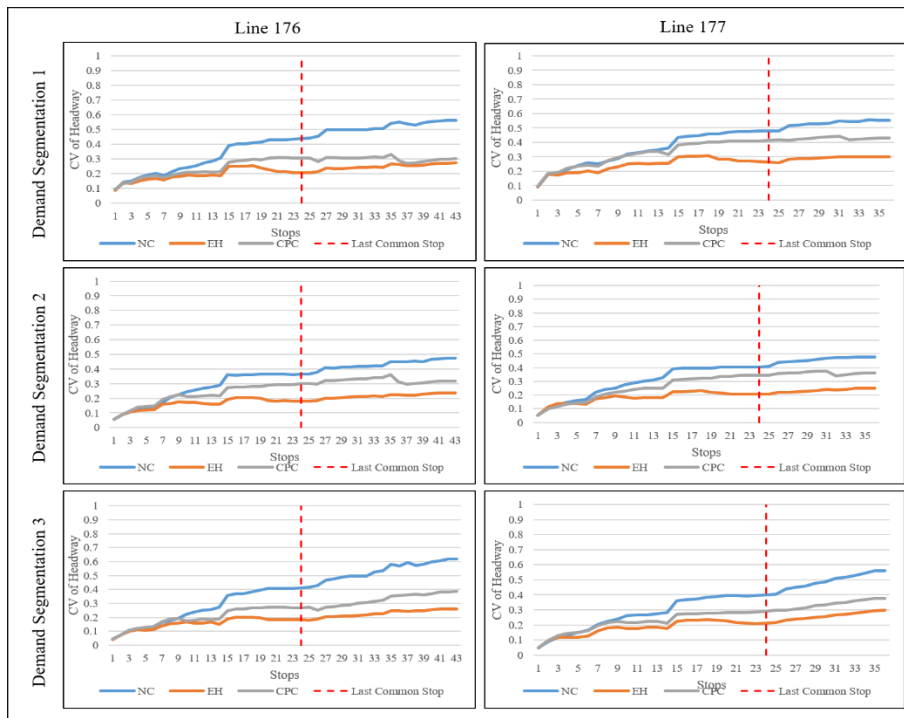 Line 176
Line 177
Demand Segmentation 1
CV of Headway
1
0.9
0.8
0.7
0.6
0.5
0.4
0.3
0.2
0.1
0
1 3 5 7 9 11 13 15 17 19 21 23 25 27 29 31 33 35 37 39 41 43
Stops
NC EH CPC Last Common Stop
CV of Headway
1
0.9
0.8
0.7
0.6
0.5
0.4
0.3
0.2
0.1
0
1 3 5 7 9 11 13 15 17 19 21 23 25 27 29 31 33 35
Stops
NC EH CPC Last Common Stop
Demand Segmentation 2
CV of Headway
1
0.9
0.8
0.7
0.6
0.5
0.4
0.3
0.2
0.1
0
1 3 5 7 9 11 13 15 17 19 21 23 25 27 29 31 33 35 37 39 41 43
Stops
NC EH CPC Last Common Stop
CV of Headway
1
0.9
0.8
0.7
0.6
0.5
0.4
0.3
0.2
0.1
0
1 3 5 7 9 11 13 15 17 19 21 23 25 27 29 31 33 35
Stops
NC EH CPC Last Common Stop
Demand Segmentation 3
CV of Headway
1
0.9
0.8
0.7
0.6
0.5
0.4
0.3
0.2
0.1
0
1 3 5 7 9 11 13 15 17 19 21 23 25 27 29 31 33 35 37 39 41 43
Stops
NC EH CPC Last Common Stop
CV of Headway
1
0.9
0.8
0.7
0.6
0.5
0.4
0.3
0.2
0.1
0
1 3 5 7 9 11 13 15 17 19 21 23 25 27 29 31 33 35
Stops
NC EH CPC Last Common Stop